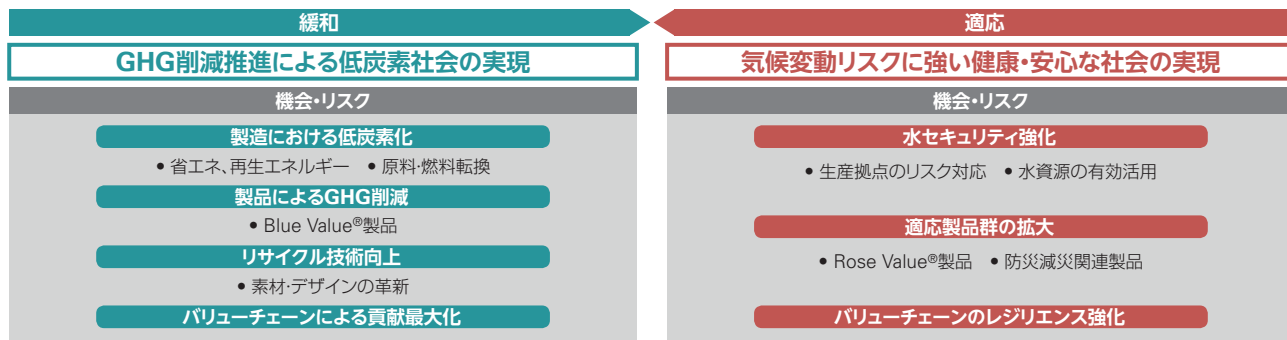 緩和
GHG削減推進による低炭素社会の実現
機会・リスク
製造における低炭素化
• 省エネ、再生エネルギー • 原料・燃料転換
製品によるGHG削減
• Blue Value®製品
リサイクル技術向上
• 素材・デザインの革新
バリューチェーンによる貢献最大化
適応
気候変動リスクに強い健康・安心な社会の実現
機会・リスク
水セキュリティ強化
• 生産拠点のリスク対応 • 水資源の有効活用
適応製品群の拡大
• Rose Value®製品 • 防災減災関連製品
バリューチェーンのレジリエンス強化